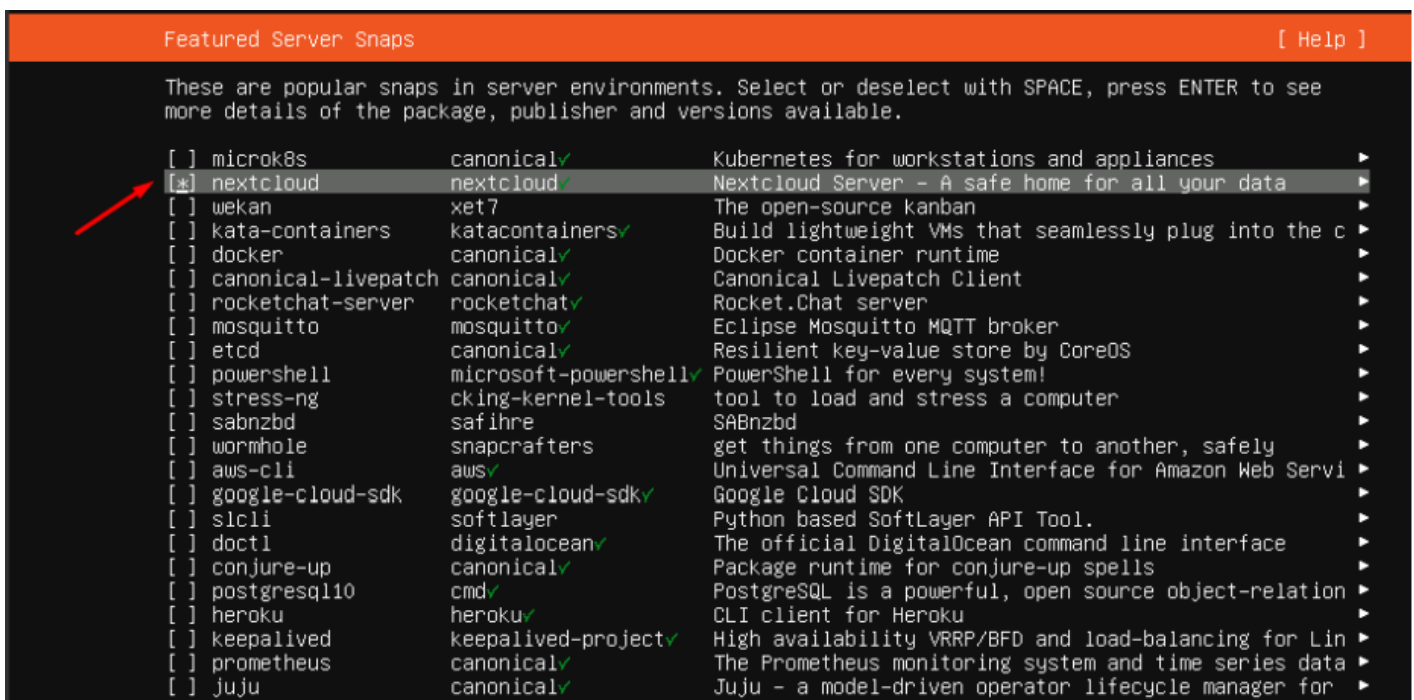 Featured Server Snaps [ Help ]
These are popular snaps in server environments. Select or deselect with SPACE, press ENTER to see
more details of the package, publisher and versions available.
[ ] microk8s canonical✓ Kubernetes for workstations and appliances ►
[*] nextcloud nextcloud✓ Nextcloud Server – A safe home for all your data ►
[ ] wekan xet7 The open-source kanban ►
[ ] kata-containers katacontainers✓ Build lightweight VMs that seamlessly plug into the c ►
[ ] docker canonical✓ Docker container runtime ►
[ ] canonical-livepatch canonical✓ Canonical Livepatch Client ►
[ ] rocketchat-server rocketchat✓ Rocket.Chat server ►
[ ] mosquitto mosquitto✓ Eclipse Mosquitto MQTT broker ►
[ ] etcd canonical✓ Resilient key-value store by CoreOS ►
[ ] powershell microsoft-powershell✓ PowerShell for every system! ►
[ ] stress-ng cking-kernel-tools tool to load and stress a computer ►
[ ] sabnzbd safihre SABnzbd ►
[ ] wormhole snapcrafters get things from one computer to another, safely ►
[ ] aws-cli aws✓ Universal Command Line Interface for Amazon Web Servi ►
[ ] google-cloud-sdk google-cloud-sdk✓ Google Cloud SDK ►
[ ] slcli softlayer Python based SoftLayer API Tool. ►
[ ] doctl digitalocean✓ The official DigitalOcean command line interface ►
[ ] conjure-up canonical✓ Package runtime for conjure-up spells ►
[ ] postgresql10 cmd✓ PostgreSQL is a powerful, open source object-relation ►
[ ] heroku heroku✓ CLI client for Heroku ►
[ ] keepalived keepalived-project✓ High availability VRRP/BFD and load-balancing for Lin ►
[ ] prometheus canonical✓ The Prometheus monitoring system and time series data ►
[ ] juju canonical✓ Juju – a model-driven operator lifecycle manager for ►